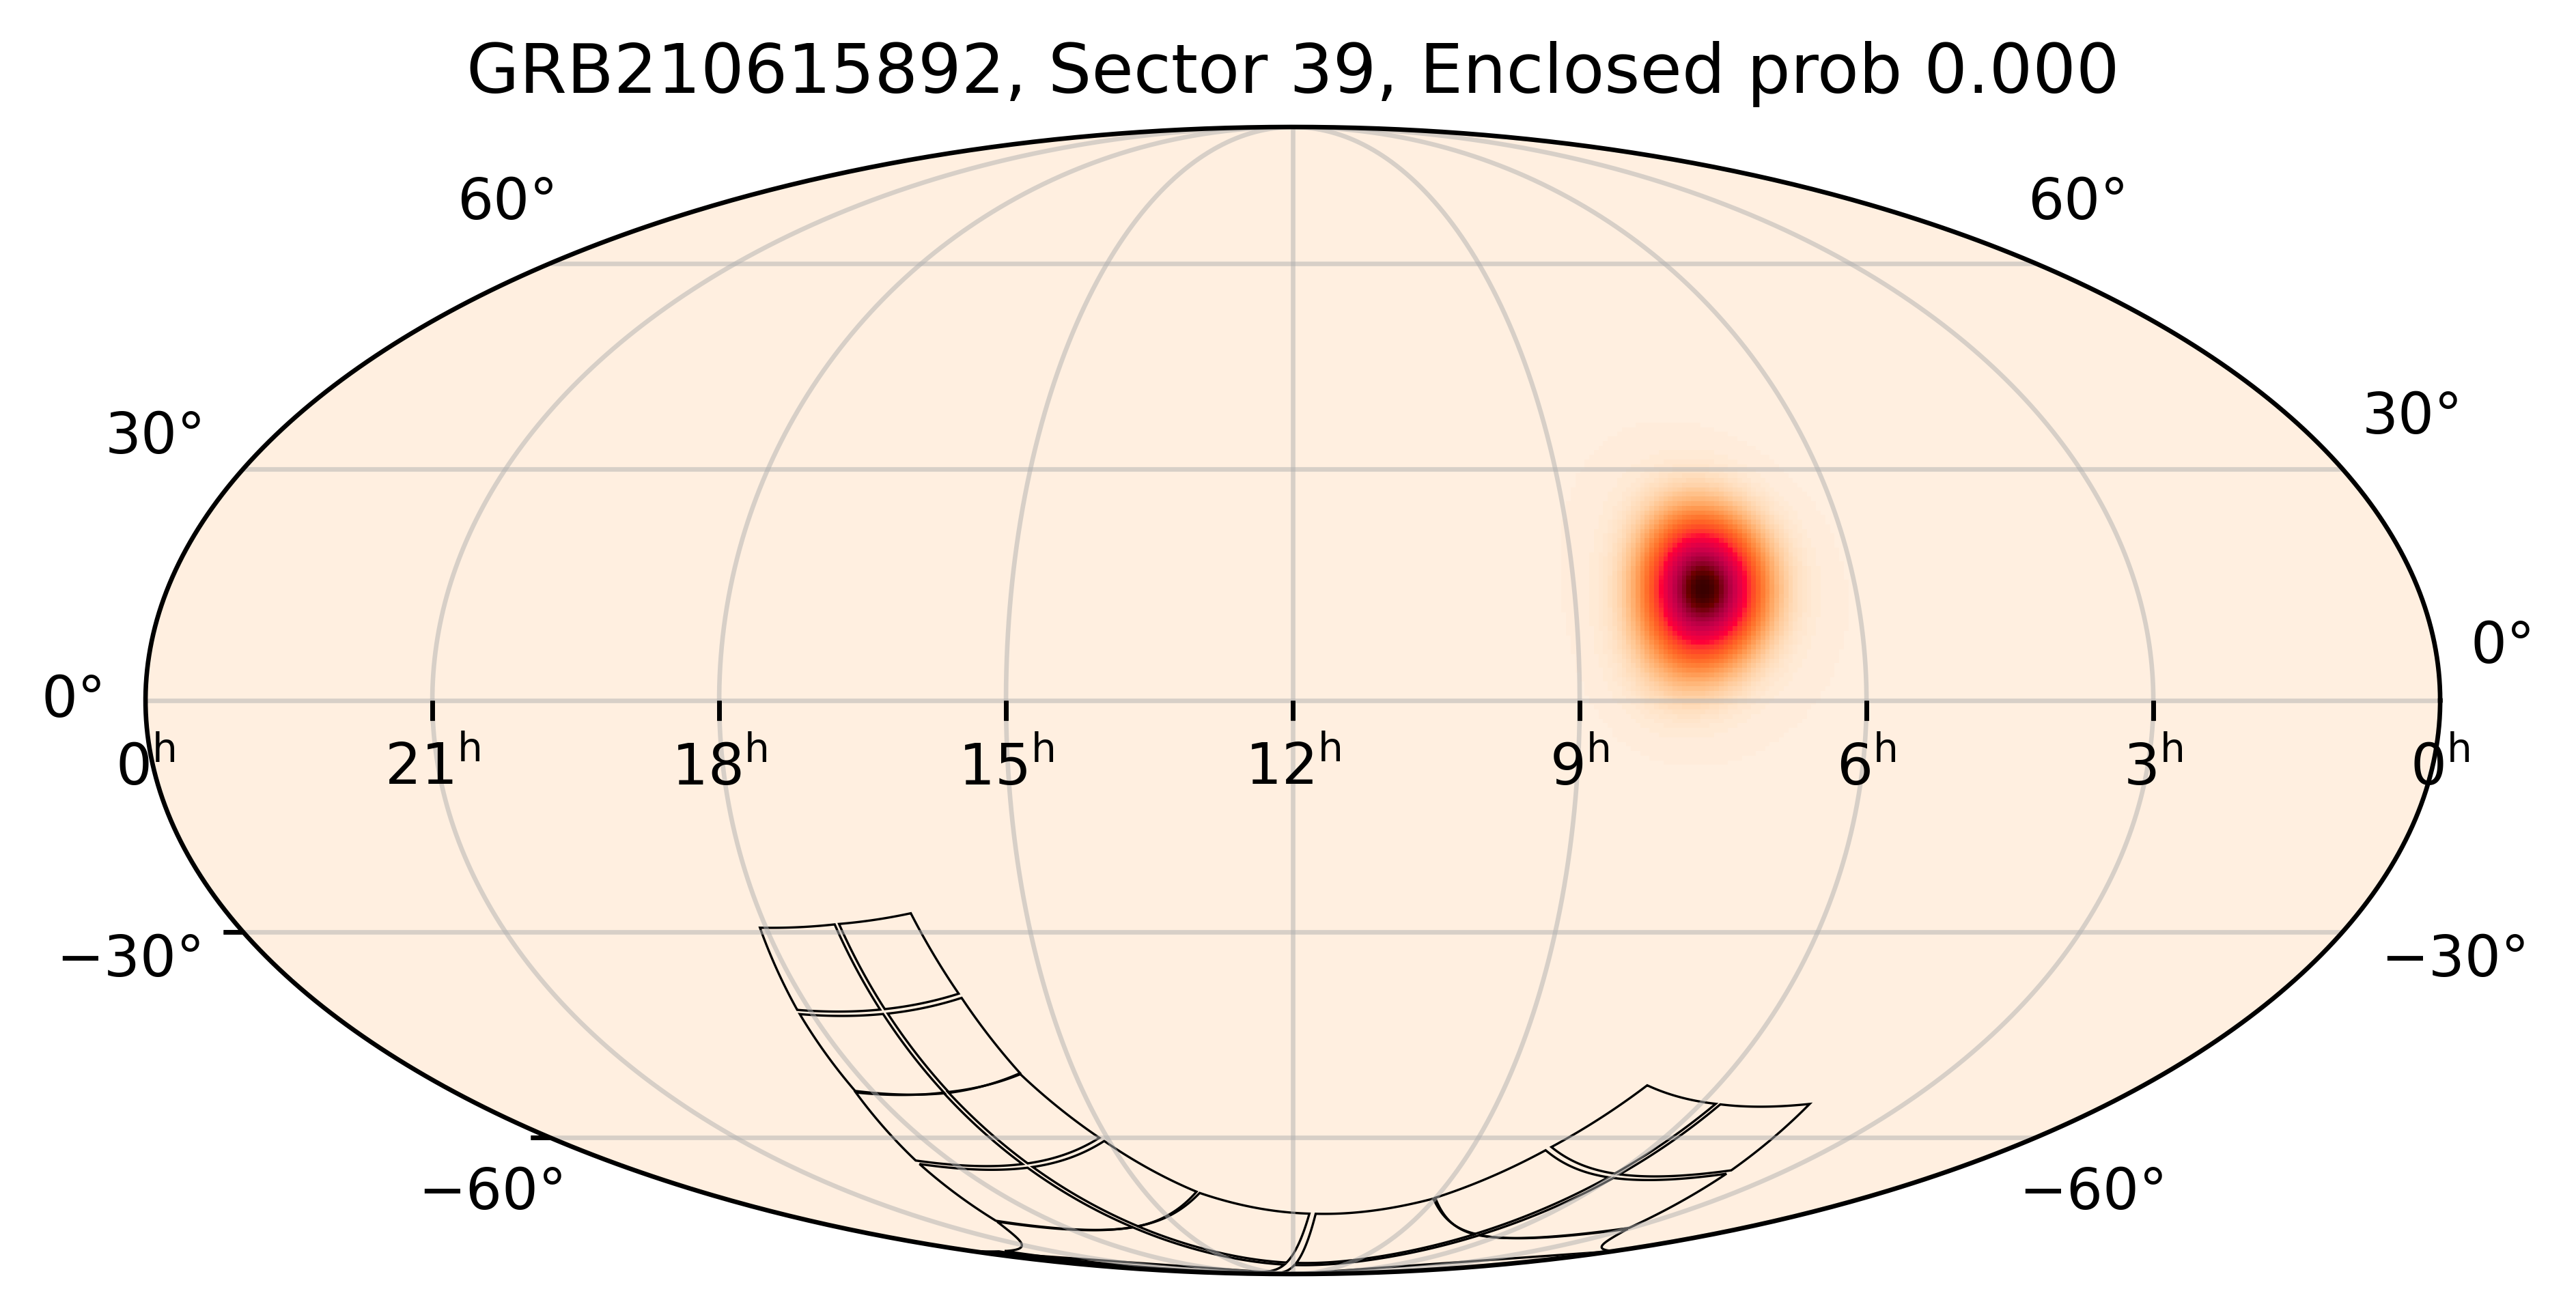 GRB210615892, Sector 39, Enclosed prob 0.000
60° 60°
30° 30°
0° 0°
0ʰ 21ʰ 18ʰ 15ʰ 12ʰ 9ʰ 6ʰ 3ʰ 0ʰ
−30° −30°
−60° −60°